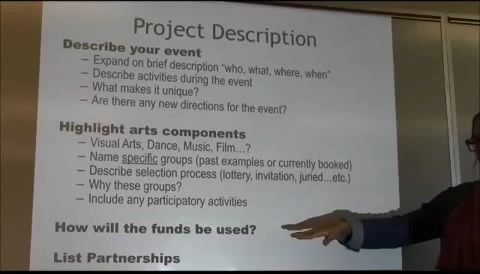 Project Description
Describe your event
– Expand on brief description "who, what, where, when"
– Describe activities during the event
– What makes it unique?
– Are there any new directions for the event?
Highlight arts components
– Visual Arts, Dance, Music, Film...?
– Name specific groups (past examples or currently booked)
– Describe selection process (lottery, invitation, juried...etc.)
– Why these groups?
– Include any participatory activities
How will the funds be used?
List Partnerships